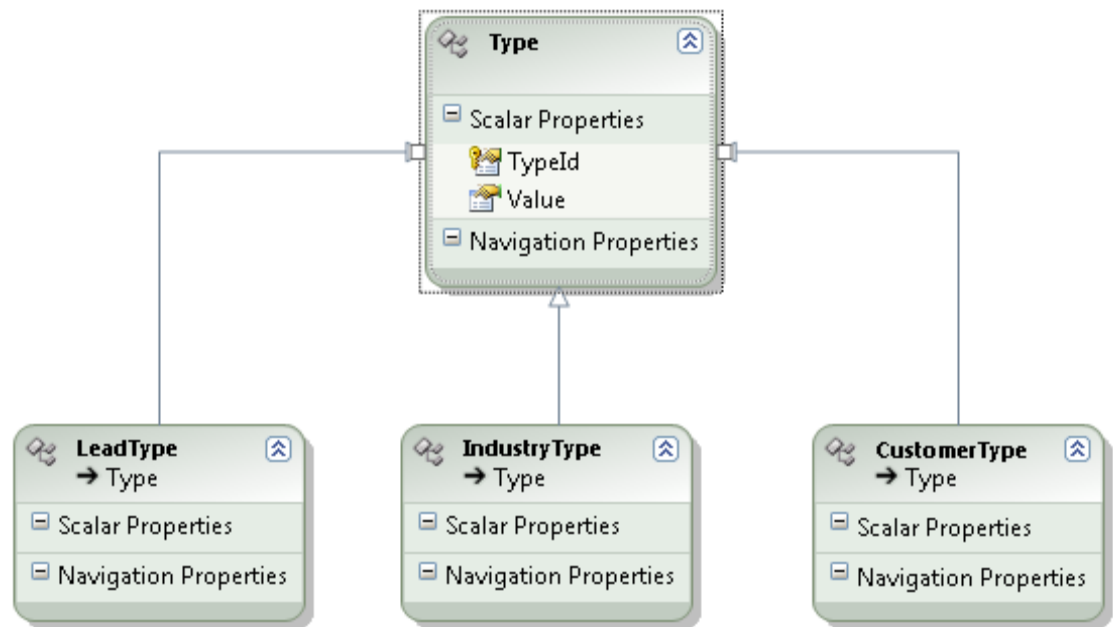 Type
Scalar Properties
TypeId
Value
Navigation Properties
LeadType
➔ Type
Scalar Properties
Navigation Properties
IndustryType
➔ Type
Scalar Properties
Navigation Properties
CustomerType
➔ Type
Scalar Properties
Navigation Properties